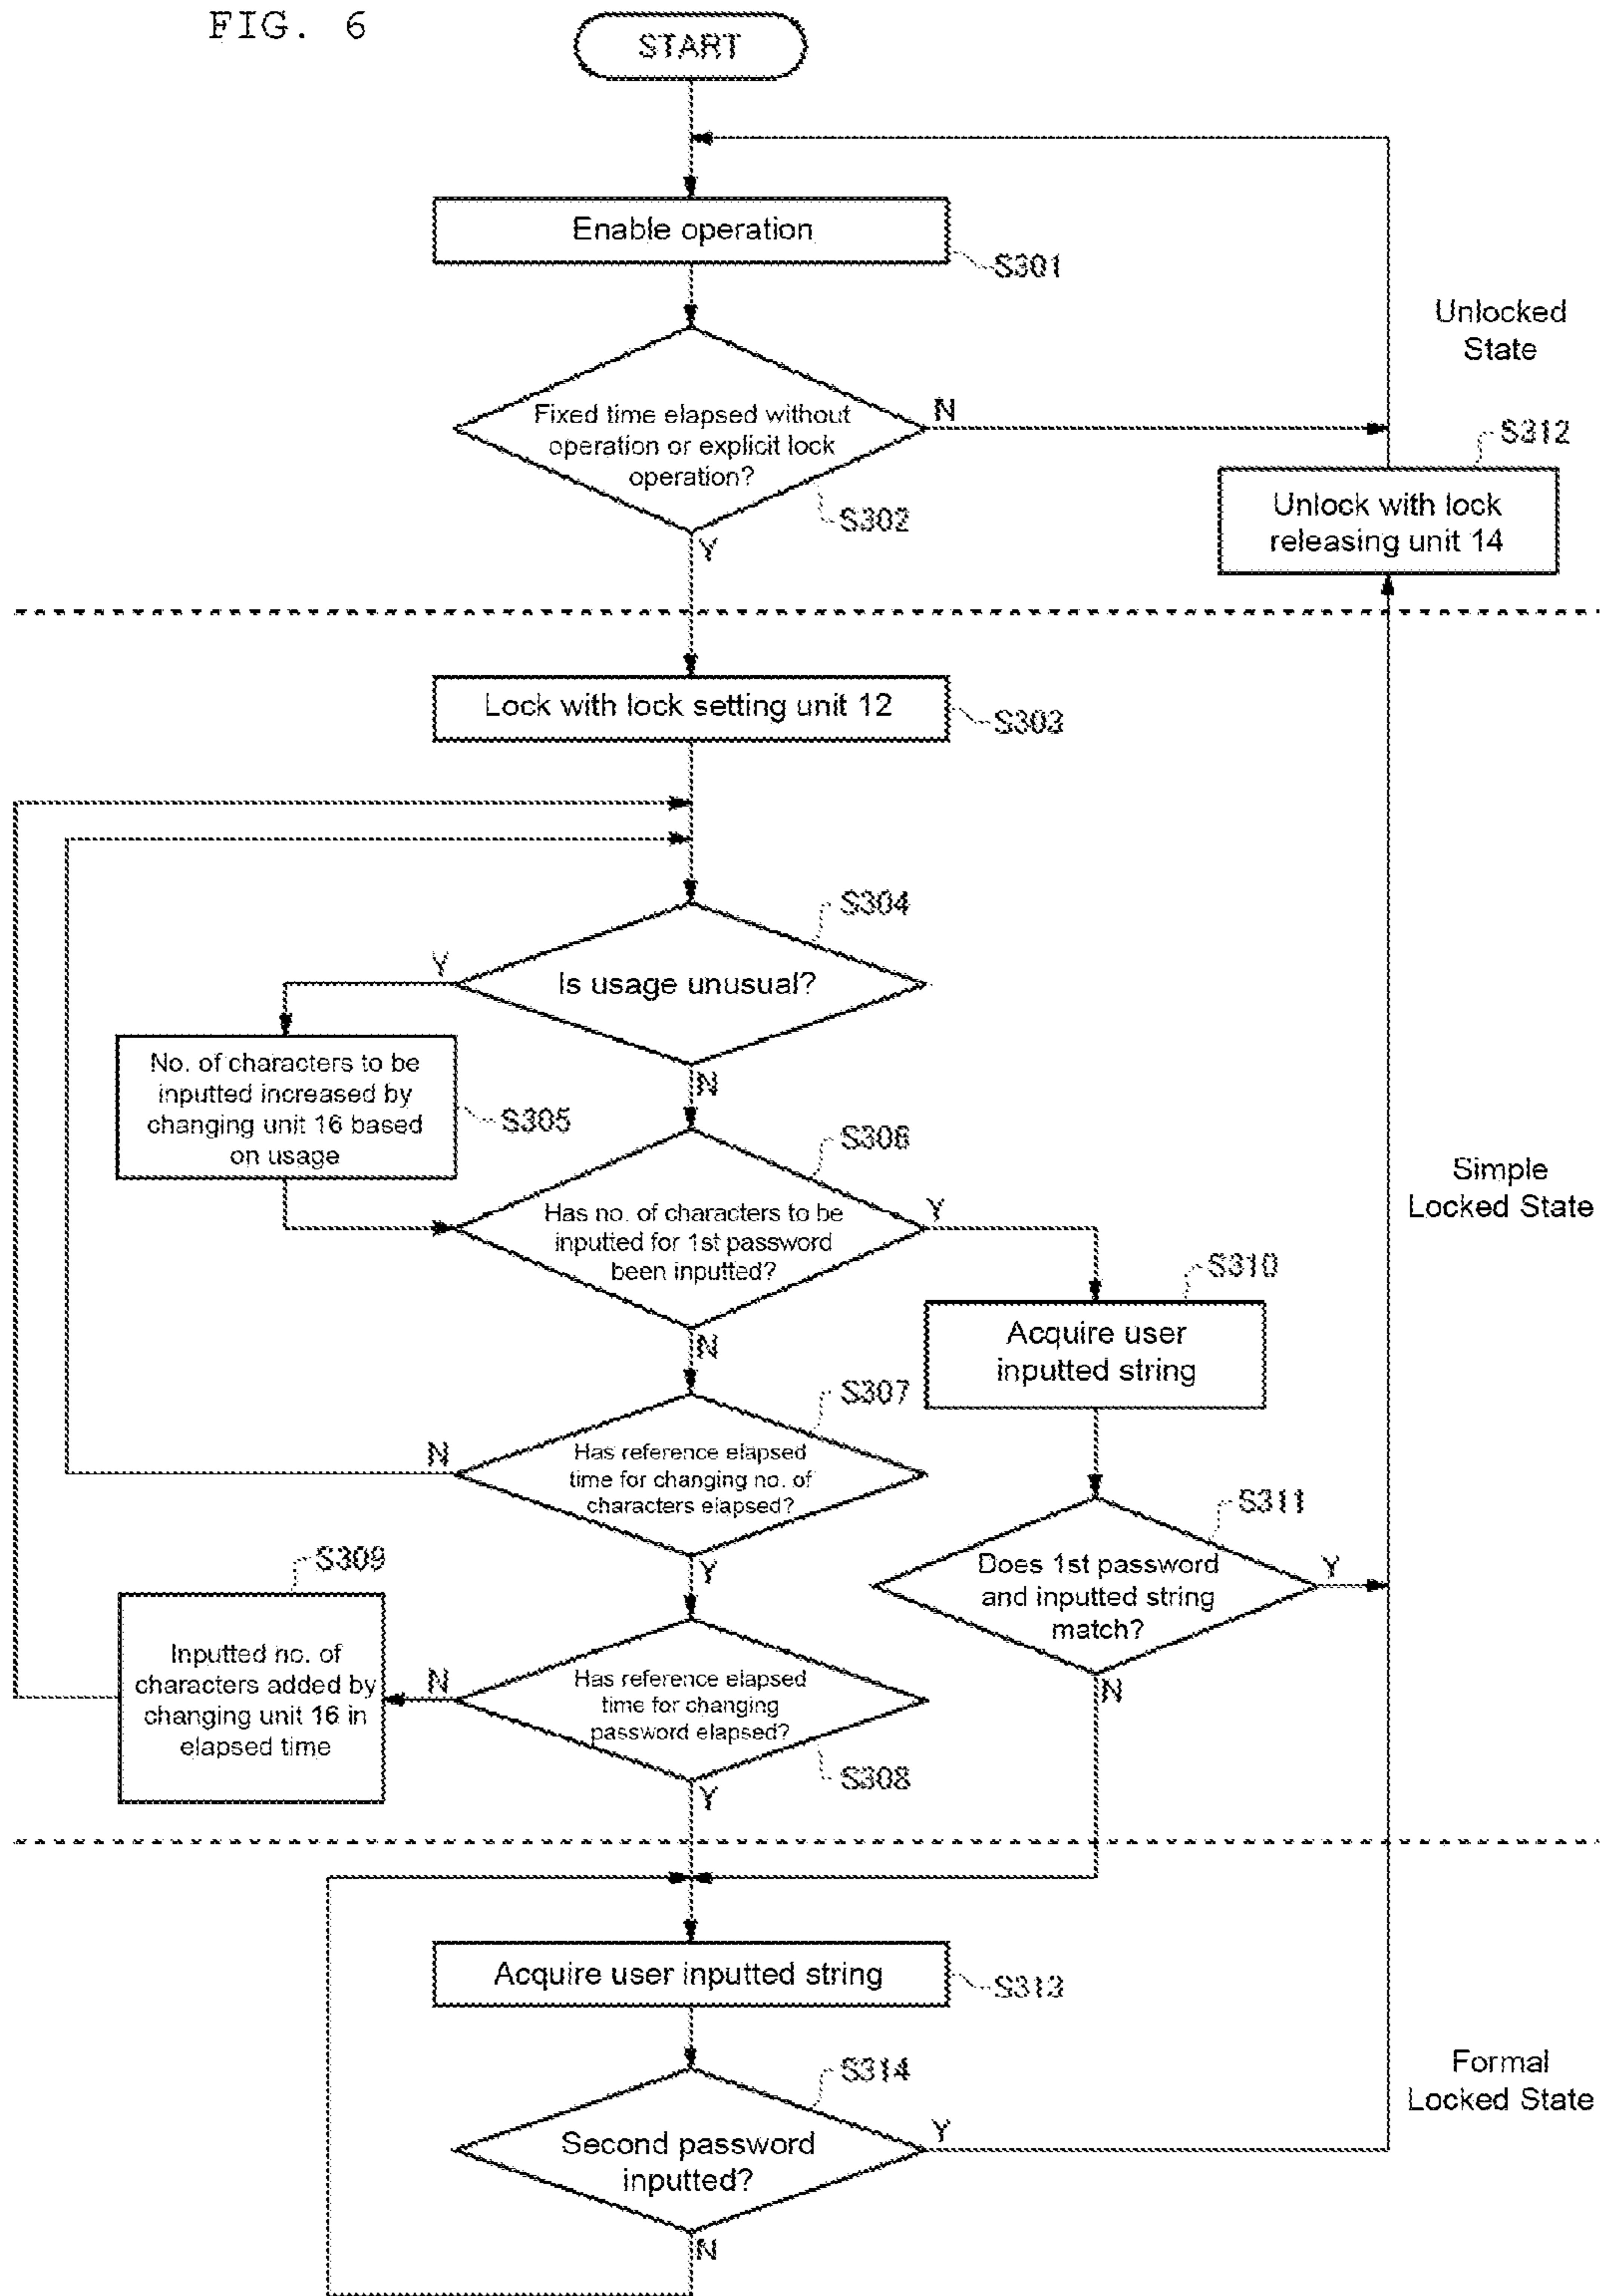 FIG. 6
START
Enable operation
S301
Unlocked
State
Fixed time elapsed without
operation or explicit lock
operation?
N
S302
Y
S312
Unlock with lock
releasing unit 14
Lock with lock setting unit 12
S303
S304
Y
Is usage unusual?
N
No. of characters to be
inputted increased by
changing unit 16 based
on usage
S305
S306
Has no. of characters to be
inputted for 1st password
been inputted?
Y
N
Simple
Locked State
S310
Acquire user
inputted string
S307
N
Has reference elapsed
time for changing no. of
characters elapsed?
Y
S311
Does 1st password
and inputted string
match?
Y
N
S309
Inputted no. of
characters added by
changing unit 16 in
elapsed time
N
Has reference elapsed
time for changing
password elapsed?
S308
Y
Acquire user inputted string
S313
S314
Second password
inputted?
Y
N
Formal
Locked State